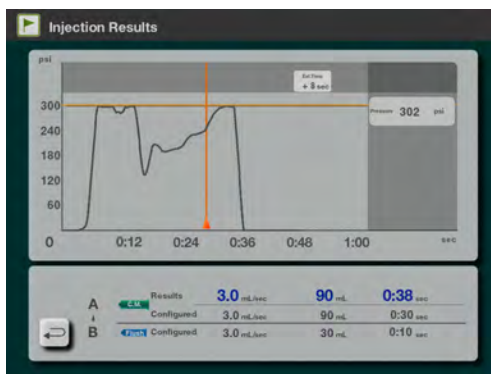 Injection Results
psi
Ext Time
+ 8 sec
300
Pressure 302 psi
240
180
120
60
0 0:12 0:24 0:36 0:48 1:00 sec
A C.M. Results 3.0 mL/sec 90 mL 0:38 sec
Configured 3.0 mL/sec 90 mL 0:30 sec
B Flush Configured 3.0 mL/sec 30 mL 0:10 sec